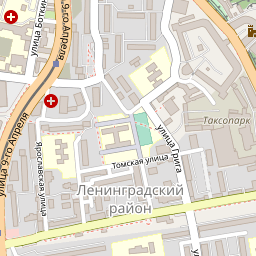 улица Ботки
9-го Апреля
Таксопарк
улица Грига
улица 9-го Апреля
Ярославская улица
Томская улица
Ленинградский
район